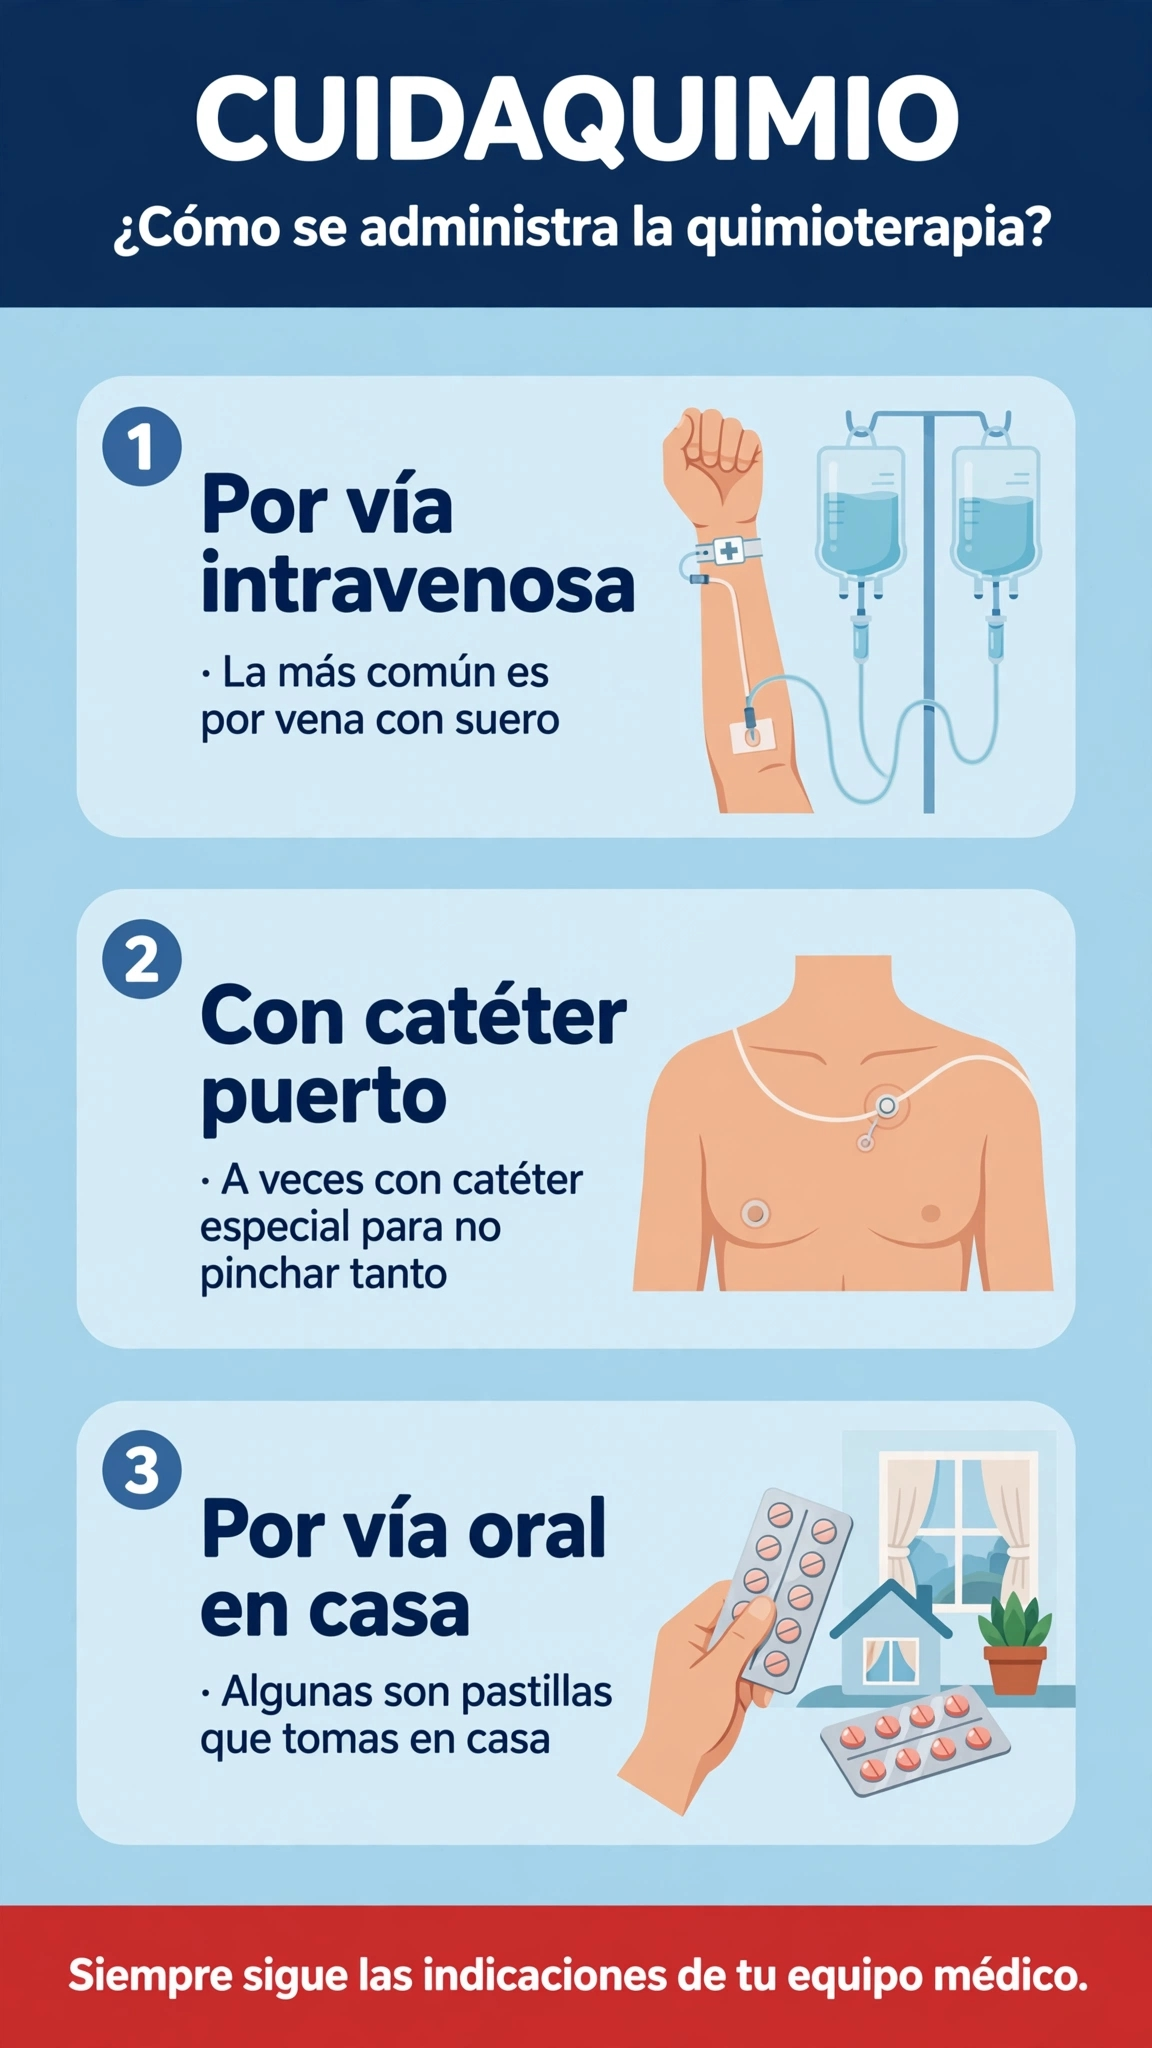 CUIDAQUIMIO
¿Cómo se administra la quimioterapia?
1
Por vía
intravenosa
· La más común es
por vena con suero
2
Con catéter
puerto
· A veces con catéter
especial para no
pinchar tanto
3
Por vía oral
en casa
· Algunas son pastillas
que tomas en casa
Siempre sigue las indicaciones de tu equipo médico.